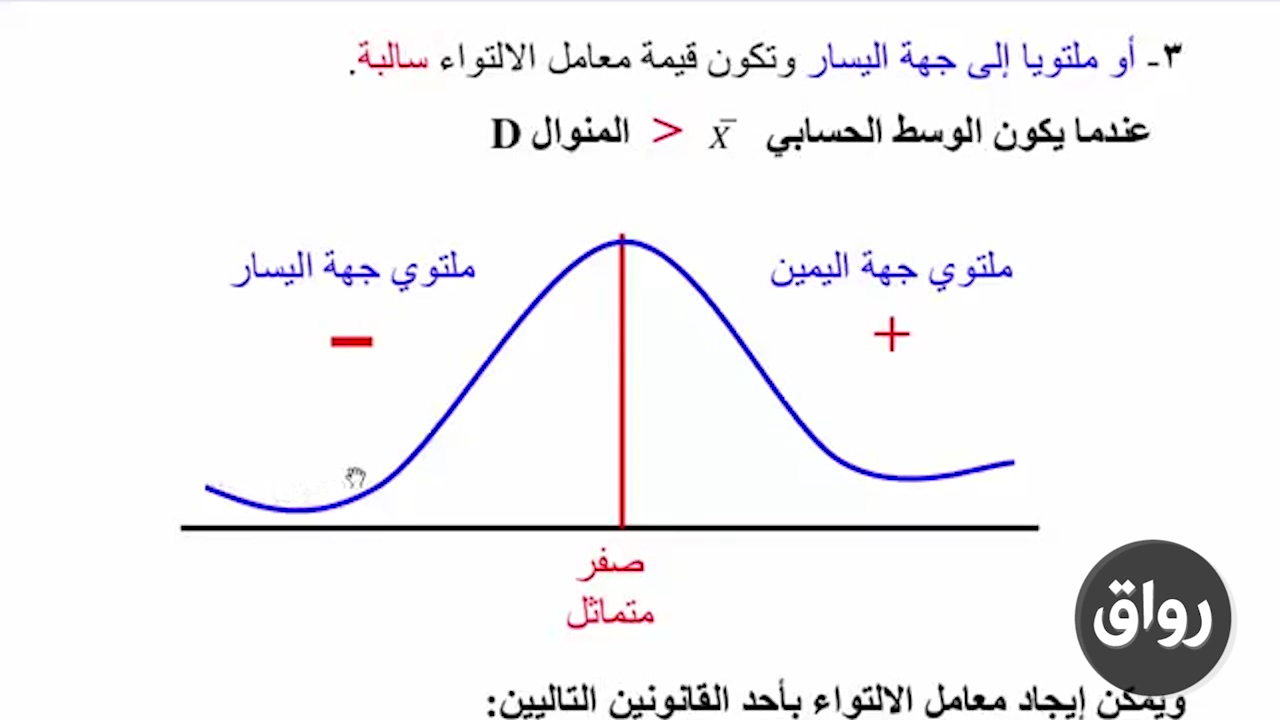 ٣- أو ملتويا إلى جهة اليسار وتكون قيمة معامل الالتواء سالبة.
عندما يكون الوسط الحسابي x̄ > المنوال D
ملتوي جهة اليمين
ملتوي جهة اليسار
+
-
صفر
متماثل
رواق
ويمكن إيجاد معامل الالتواء بأحد القانونين التاليين: